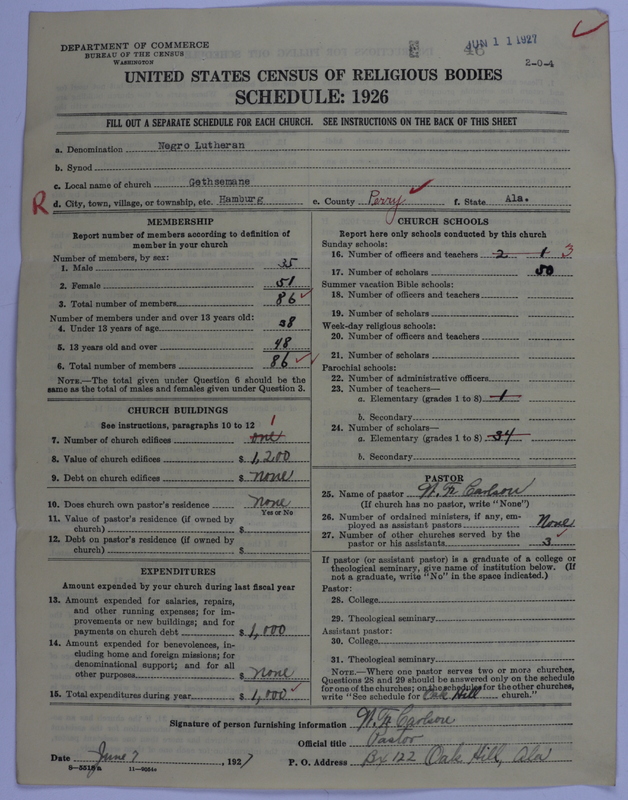 JUN 11 1927
46
2-0-4
DEPARTMENT OF COMMERCE
BUREAU OF THE CENSUS
WASHINGTON
UNITED STATES CENSUS OF RELIGIOUS BODIES
SCHEDULE: 1926
FILL OUT A SEPARATE SCHEDULE FOR EACH CHURCH. SEE INSTRUCTIONS ON THE BACK OF THIS SHEET
a. Denomination Negro Lutheran
b. Synod
c. Local name of church Gethsemane
R d. City, town, village, or township, etc. Hamburg e. County Perry f. State Ala.
MEMBERSHIP
Report number of members according to definition of
member in your church
Number of members, by sex:
1. Male 35
2. Female 51
3. Total number of members 86
Number of members under and over 13 years old:
4. Under 13 years of age 38
5. 13 years old and over 48
6. Total number of members 86
NOTE.—The total given under Question 6 should be the
same as the total of males and females given under Question 3.
CHURCH BUILDINGS
See instructions, paragraphs 10 to 12
7. Number of church edifices one 1
8. Value of church edifices $ 1,200
9. Debt on church edifices $ none
10. Does church own pastor's residence none
Yes or No
11. Value of pastor's residence (if owned by
church) $
12. Debt on pastor's residence (if owned by
church) $
EXPENDITURES
Amount expended by your church during last fiscal year
13. Amount expended for salaries, repairs,
and other running expenses; for im-
provements or new buildings; and for
payments on church debt $ 1,000
14. Amount expended for benevolences, in-
cluding home and foreign missions; for
denominational support; and for all
other purposes $ none
15. Total expenditures during year $ 1,000
CHURCH SCHOOLS
Report here only schools conducted by this church
Sunday schools:
16. Number of officers and teachers 2 1 3
17. Number of scholars 50
Summer vacation Bible schools:
18. Number of officers and teachers
19. Number of scholars
Week-day religious schools:
20. Number of officers and teachers
21. Number of scholars
Parochial schools:
22. Number of administrative officers
23. Number of teachers—
a. Elementary (grades 1 to 8) 1
b. Secondary
24. Number of scholars—
a. Elementary (grades 1 to 8) 34
b. Secondary
PASTOR
25. Name of pastor W. Fr Carlson
(If church has no pastor, write "None")
26. Number of ordained ministers, if any, em-
ployed as assistant pastors None
27. Number of other churches served by the
pastor or his assistants 3
If pastor (or assistant pastor) is a graduate of a college or
theological seminary, give name of institution below. (If
not a graduate, write "No" in the space indicated.)
Pastor:
28. College
29. Theological seminary
Assistant pastor:
30. College
31. Theological seminary
NOTE.—Where one pastor serves two or more churches,
Questions 28 and 29 should be answered only on the schedule
for one of the churches; on the schedules for the other churches,
write "See schedule for Oak Hill church."
Signature of person furnishing information W. Fr Carlson
Official title Pastor
Date June 7, 1927 P. O. Address Bx 122 Oak Hill, Ala
8-5518a 11-9564